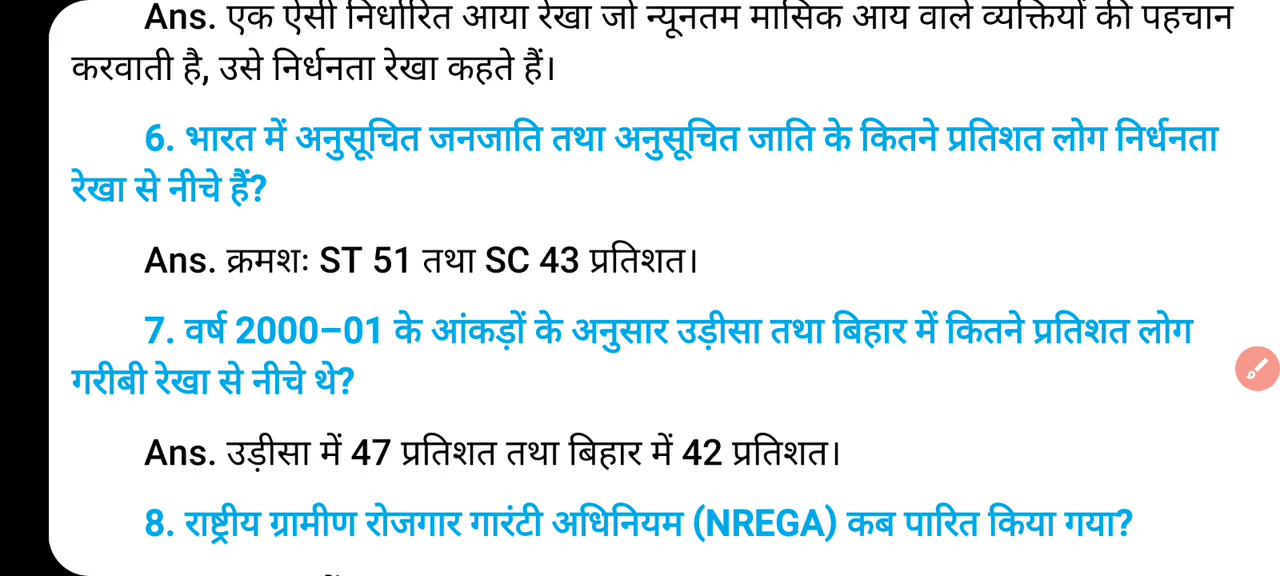 Ans. एक ऐसी निर्धारित आया रेखा जो न्यूनतम मासिक आय वाले व्यक्तियों की पहचान
करवाती है, उसे निर्धनता रेखा कहते हैं।
6. भारत में अनुसूचित जनजाति तथा अनुसूचित जाति के कितने प्रतिशत लोग निर्धनता
रेखा से नीचे हैं?
Ans. क्रमशः ST 51 तथा SC 43 प्रतिशत।
7. वर्ष 2000–01 के आंकड़ों के अनुसार उड़ीसा तथा बिहार में कितने प्रतिशत लोग
गरीबी रेखा से नीचे थे?
Ans. उड़ीसा में 47 प्रतिशत तथा बिहार में 42 प्रतिशत।
8. राष्ट्रीय ग्रामीण रोजगार गारंटी अधिनियम (NREGA) कब पारित किया गया?